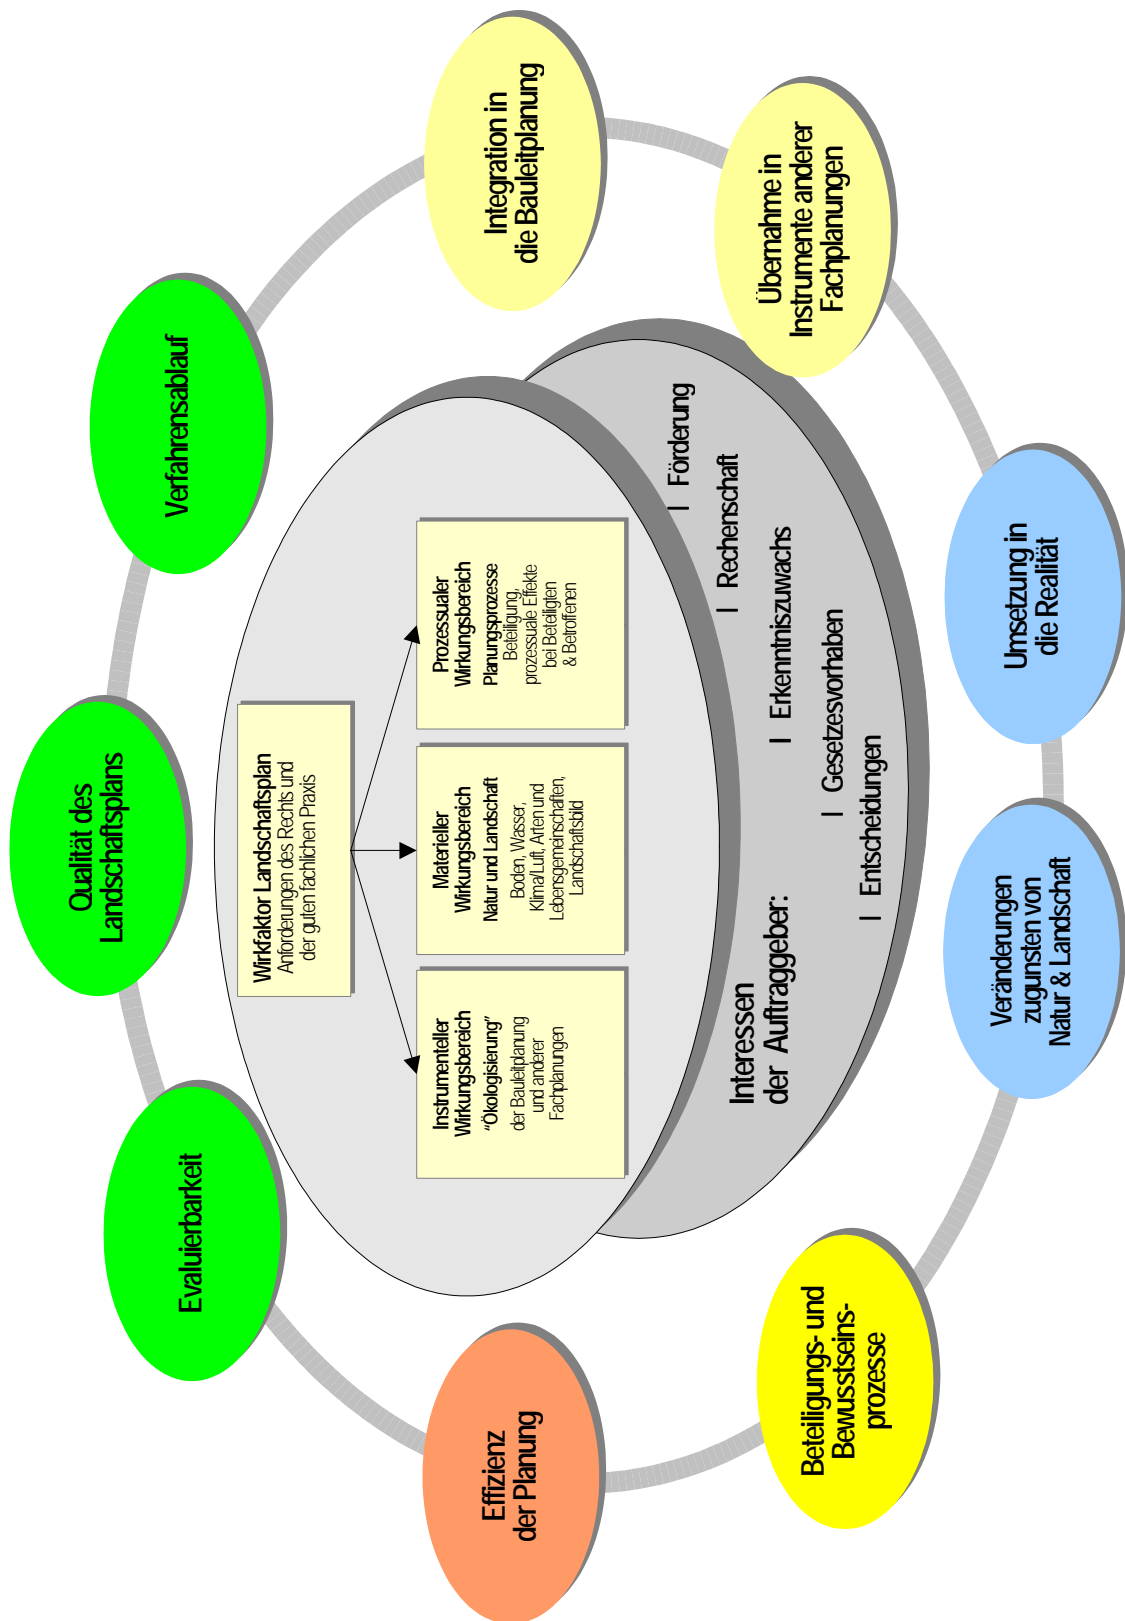 Qualität des
Landschaftsplans
Verfahrensablauf
Integration in
die Bauleitplanung
Übernahme in
Instrumente anderer
Fachplanungen
Umsetzung in
die Realität
Veränderungen
zugunsten von
Natur & Landschaft
Beteiligungs- und
Bewusstseins-
prozesse
Effizienz
der Planung
Evaluierbarkeit
Wirkfaktor Landschaftsplan
Anforderungen des Rechts und
der guten fachlichen Praxis
Instrumenteller
Wirkungsbereich
“Ökologisierung”
der Bauleitplanung
und anderer
Fachplanungen
Materieller
Wirkungsbereich
Natur und Landschaft
Boden, Wasser,
Klima/Luft, Arten und
Lebensgemeinschaften,
Landschaftsbild
Prozessualer
Wirkungsbereich
Planungsprozesse
Beteiligung,
prozessuale Effekte
bei Beteiligten
& Betroffenen
Interessen
der Auftraggeber:
l Förderung
l Rechenschaft
l Erkenntniszuwachs
l Gesetzesvorhaben
l Entscheidungen